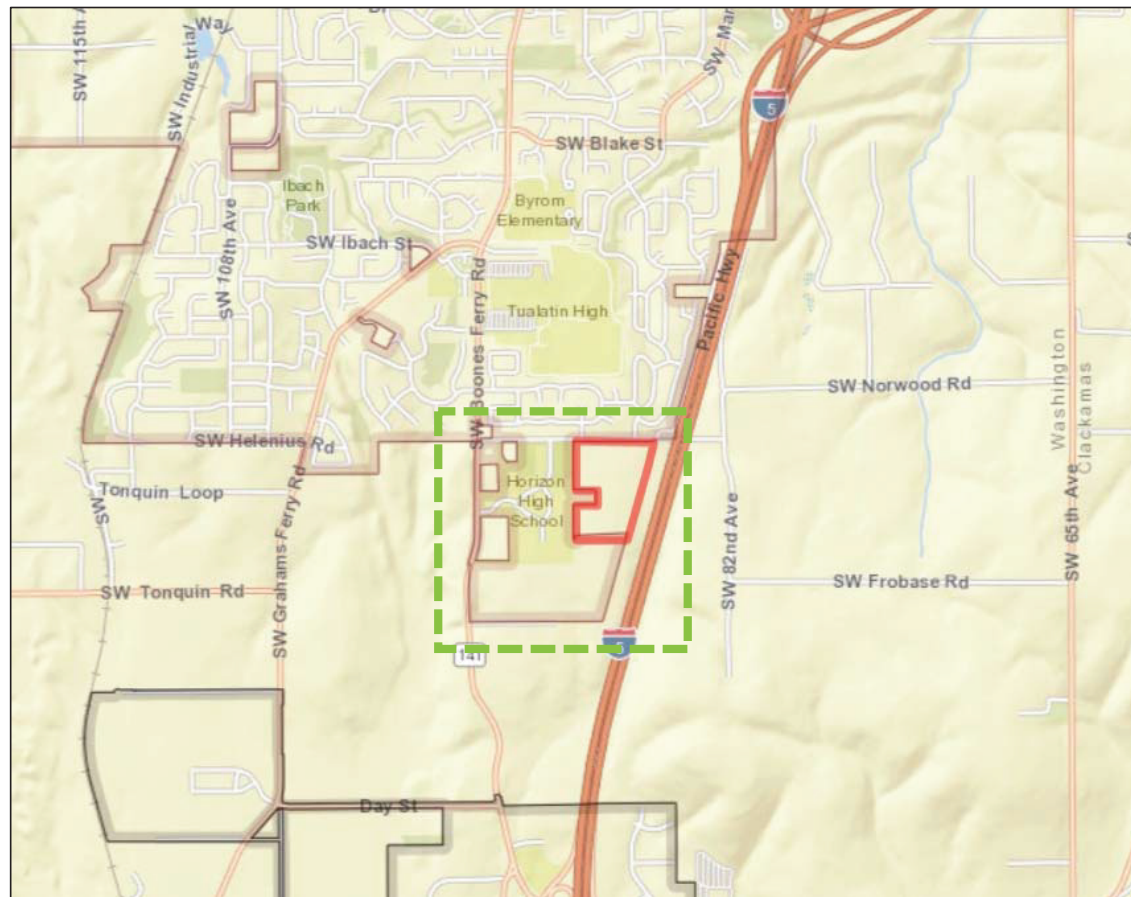 Way
SW 115th A
SW Industrial
SW Mar
5
SW Blake St
Ibach
Park
Byrom
Elementary
SW 108th Ave
SW Ibach St
SW Boones Ferry Rd
Tualatin High
Pacific Hwy
Washington
Clackamas
SW Norwood Rd
SW Helenius Rd
Tonquin Loop
Horizon
High
School
SW
SW Grahams Ferry Rd
SW 82nd Ave
SW 65th Ave
SW Tonquin Rd
SW Frobase Rd
141
5
Day St